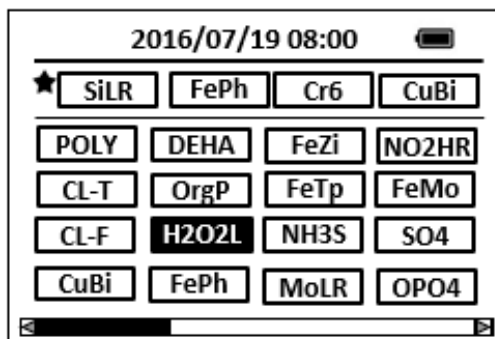 2016/07/19 08:00
SiLR FePh Cr6 CuBi
POLY DEHA FeZi NO2HR
CL-T OrgP FeTp FeMo
CL-F H2O2L NH3S SO4
CuBi FePh MoLR OPO4